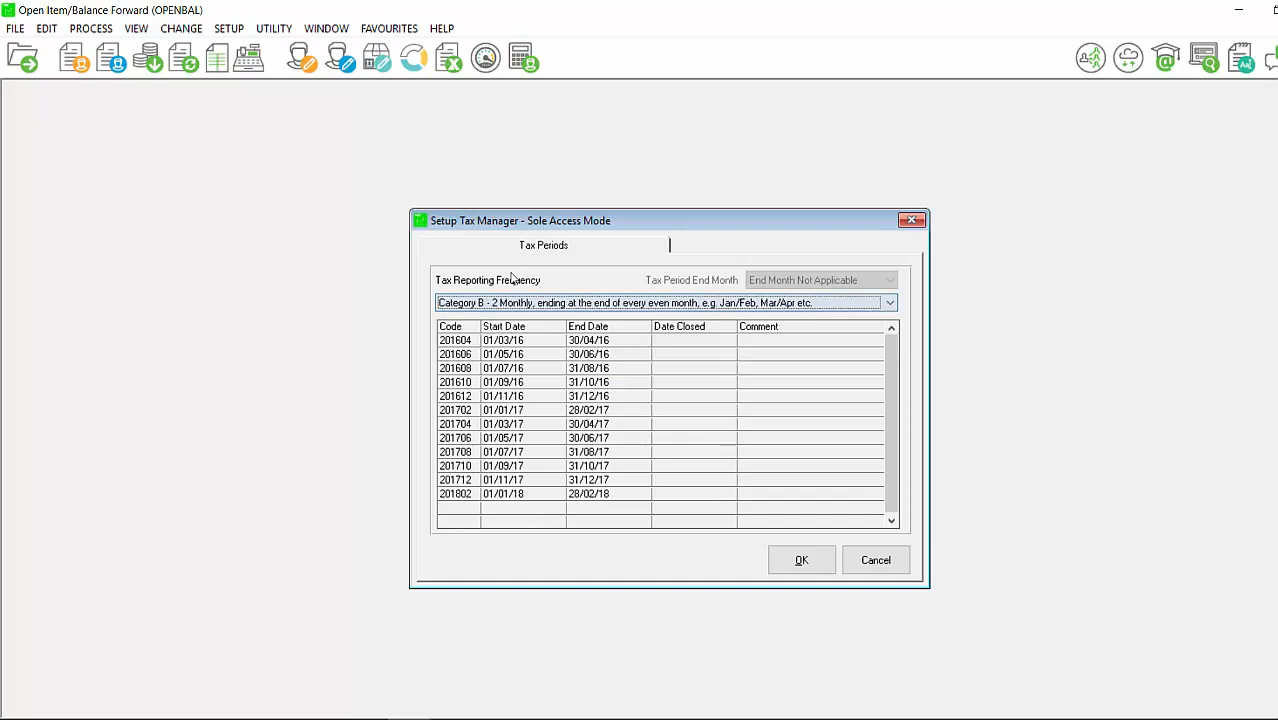 Open Item/Balance Forward (OPENBAL)
FILE EDIT PROCESS VIEW CHANGE SETUP UTILITY WINDOW FAVOURITES HELP
Setup Tax Manager - Sole Access Mode
Tax Periods
Tax Reporting Frequency Tax Period End Month End Month Not Applicable
Category B - 2 Monthly, ending at the end of every even month, e.g. Jan/Feb, Mar/Apr etc.
Code Start Date End Date Date Closed Comment
201604 01/03/16 30/04/16
201606 01/05/16 30/06/16
201608 01/07/16 31/08/16
201610 01/09/16 31/10/16
201612 01/11/16 31/12/16
201702 01/01/17 28/02/17
201704 01/03/17 30/04/17
201706 01/05/17 30/06/17
201708 01/07/17 31/08/17
201710 01/09/17 31/10/17
201712 01/11/17 31/12/17
201802 01/01/18 28/02/18
OK Cancel